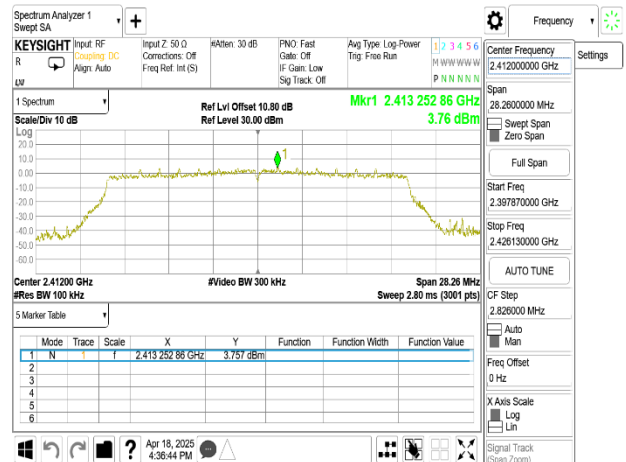 Spectrum Analyzer 1
Swept SA
Frequency
KEYSIGHT
R
Input: RF
Coupling: DC
Align: Auto
Input Z: 50 Ω
Corrections: Off
Freq Ref: Int (S)
#Atten: 30 dB
PNO: Fast
Gate: Off
IF Gain: Low
Sig Track: Off
Avg Type: Log-Power
Trig: Free Run
1 2 3 4 5 6
M W W W W W
P N N N N N
1 Spectrum
Scale/Div 10 dB
Ref Lvl Offset 10.80 dB
Ref Level 30.00 dBm
Mkr1 2.413 252 86 GHz
3.76 dBm
Log
20.0
10.0
0.00
-10.0
-20.0
-30.0
-40.0
-50.0
-60.0
1
Center 2.41200 GHz
#Res BW 100 kHz
#Video BW 300 kHz
Span 28.26 MHz
Sweep 2.80 ms (3001 pts)
5 Marker Table
Mode Trace Scale X Y Function Function Width Function Value
1 N 1 f 2.413 252 86 GHz 3.757 dBm
2
3
4
5
6
?
Apr 18, 2025
4:36:44 PM
Center Frequency
2.412000000 GHz
Settings
Span
28.2600000 MHz
Swept Span
Zero Span
Full Span
Start Freq
2.397870000 GHz
Stop Freq
2.426130000 GHz
AUTO TUNE
CF Step
2.826000 MHz
Auto
Man
Freq Offset
0 Hz
X Axis Scale
Log
Lin
Signal Track
(Span Zoom)